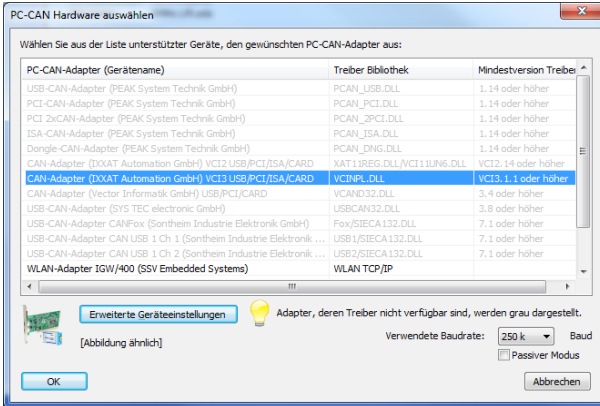 PC-CAN Hardware auswählen
Wählen Sie aus der Liste unterstützter Geräte, den gewünschten PC-CAN-Adapter aus:
PC-CAN-Adapter (Gerätename) Treiber Bibliothek Mindestversion Treiber
USB-CAN-Adapter (PEAK System Technik GmbH) PCAN_USB.DLL 1.14 oder höher
PCI-CAN-Adapter (PEAK System Technik GmbH) PCAN_PCI.DLL 1.14 oder höher
PCI 2xCAN-Adapter (PEAK System Technik GmbH) PCAN_2PCI.DLL 1.14 oder höher
ISA-CAN-Adapter (PEAK System Technik GmbH) PCAN_ISA.DLL 1.14 oder höher
Dongle-CAN-Adapter (PEAK System Technik GmbH) PCAN_DNG.DLL 1.14 oder höher
CAN-Adapter (IXXAT Automation GmbH) VCI2 USB/PCI/ISA/CARD XAT11REG.DLL/VCI11UN6.DLL VCI2.14 oder höher
CAN-Adapter (IXXAT Automation GmbH) VCI3 USB/PCI/ISA/CARD VCINPL.DLL VCI3.1.1 oder höher
CAN-Adapter (Vector Informatik GmbH) USB/PCI/CARD VCAND32.DLL 3.4 oder höher
USB-CAN-Adapter (SYS TEC electronic GmbH) USBCAN32.DLL 3.8 oder höher
USB-CAN-Adapter CANFox (Sontheim Industrie Elektronik GmbH) Fox/SIECA132.DLL 7.1 oder höher
USB-CAN-Adapter CAN USB 1 Ch 1 (Sontheim Industrie Elektronik ... USB1/SIECA132.DLL 7.1 oder höher
USB-CAN-Adapter CAN USB 1 Ch 2 (Sontheim Industrie Elektronik ... USB2/SIECA132.DLL 7.1 oder höher
WLAN-Adapter IGW/400 (SSV Embedded Systems) WLAN TCP/IP
Erweiterte Geräteeinstellungen
Adapter, deren Treiber nicht verfügbar sind, werden grau dargestellt.
[Abbildung ähnlich]
Verwendete Baudrate: 250 k Baud
Passiver Modus
OK Abbrechen